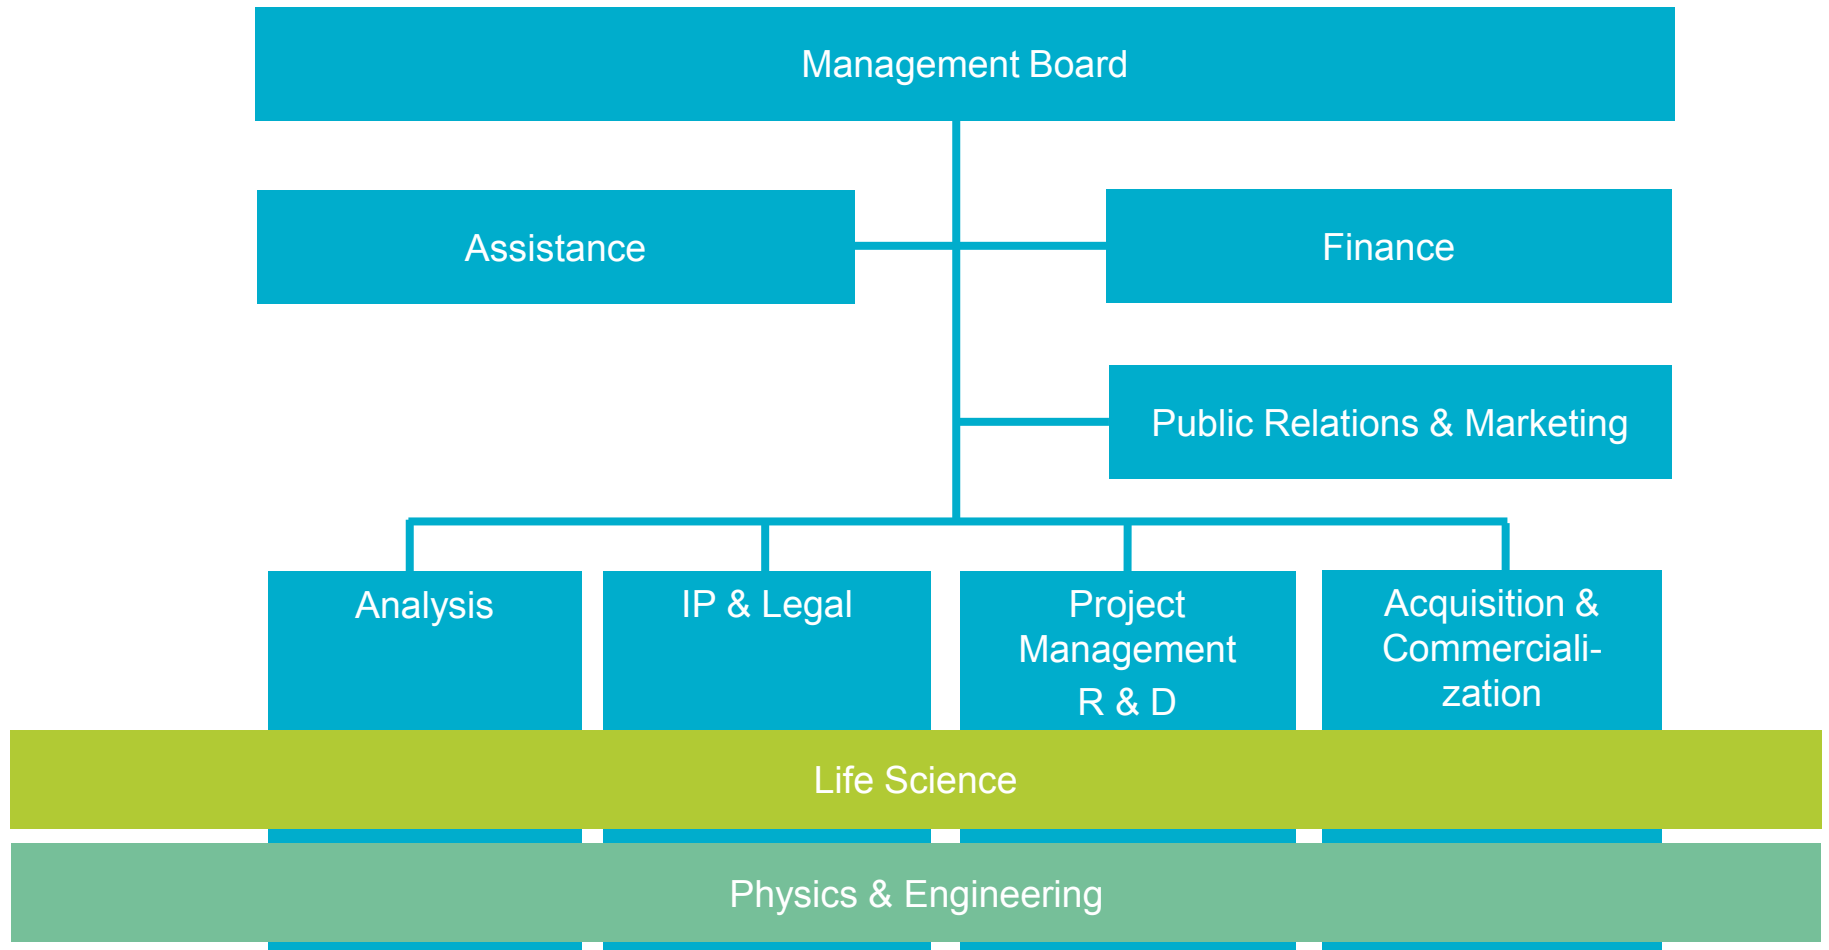 Management Board
Assistance
Finance
Public Relations & Marketing
Analysis
IP & Legal
Project
Management
R & D
Acquisition &
Commerciali-
zation
Life Science
Physics & Engineering